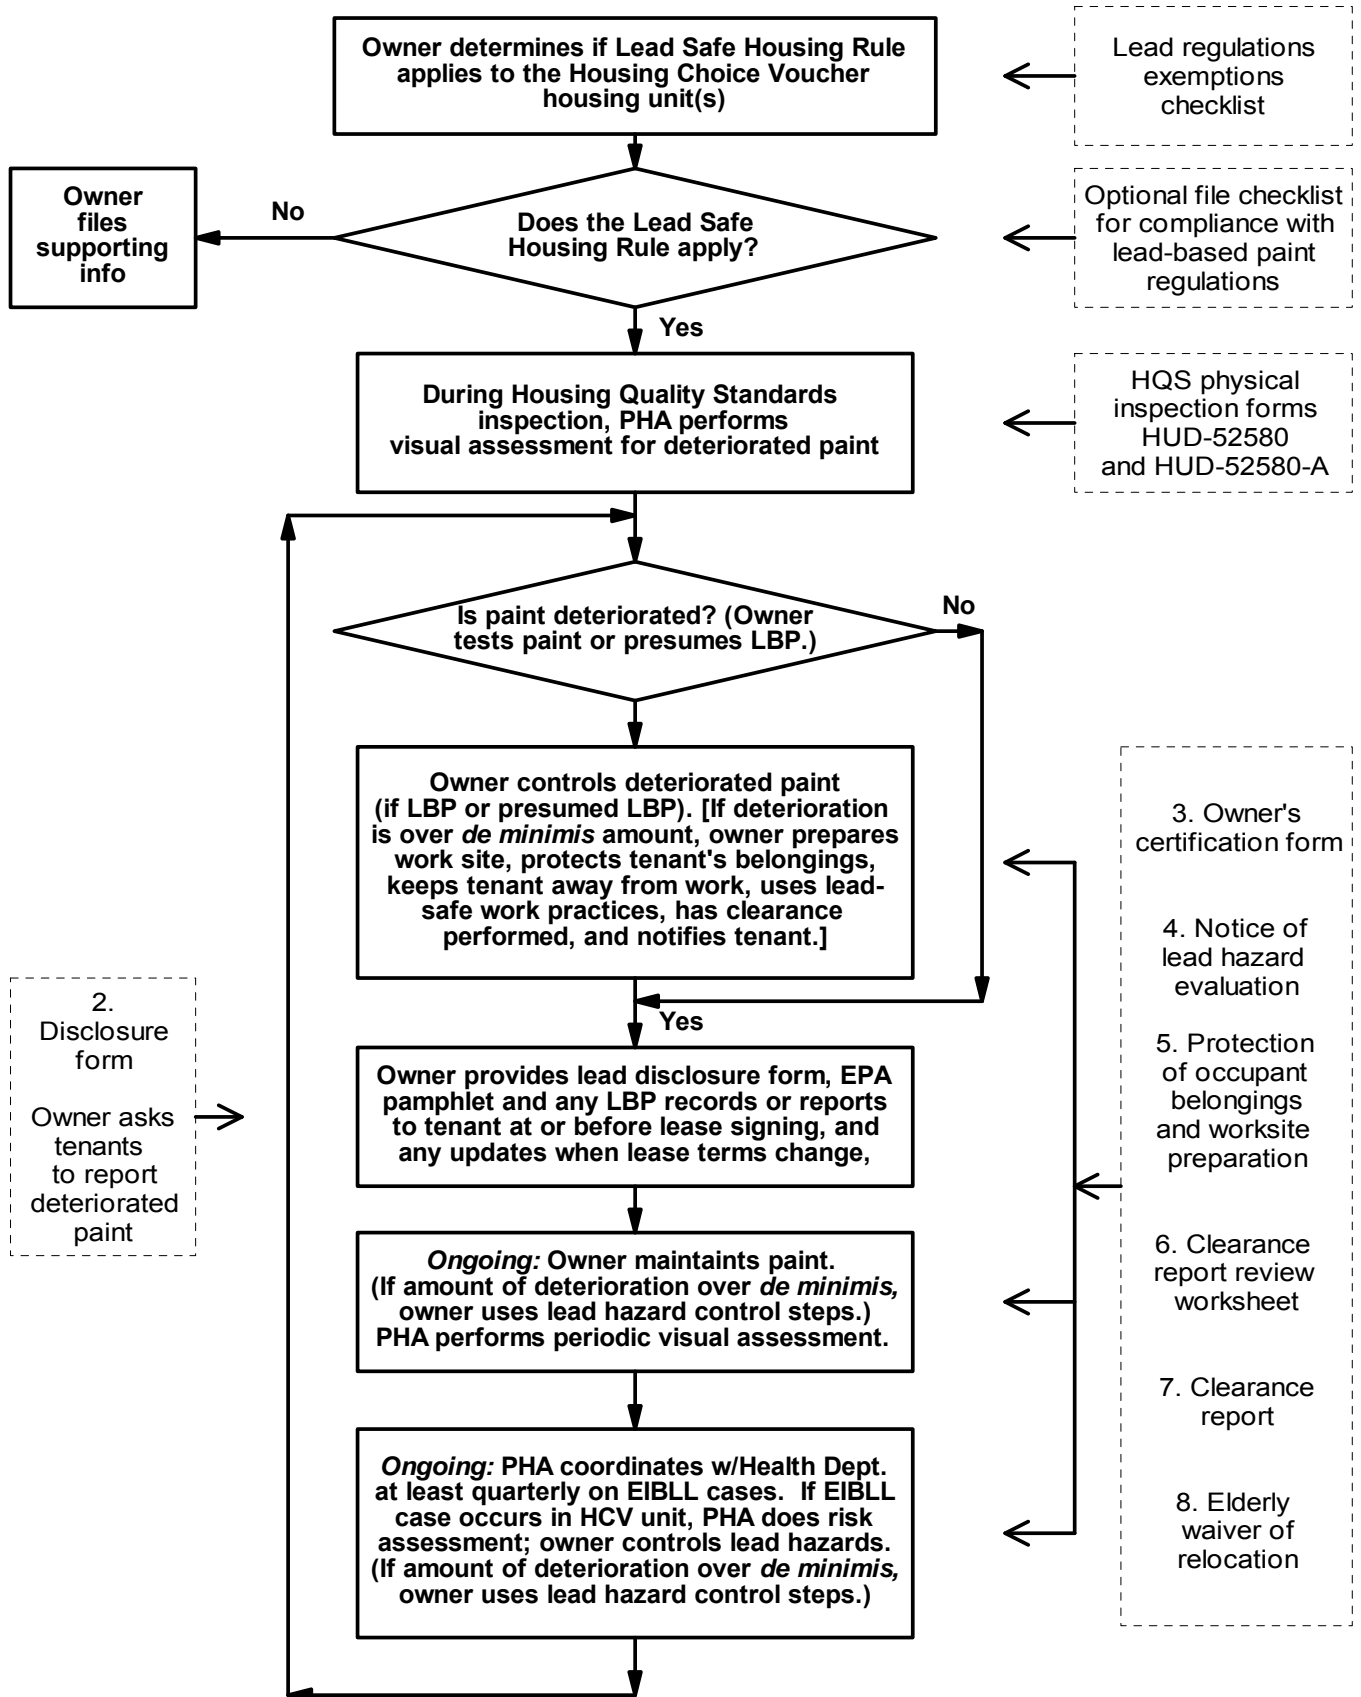 Owner determines if Lead Safe Housing Rule
applies to the Housing Choice Voucher
housing unit(s)
Lead regulations
exemptions
checklist
Owner
files
supporting
info
No
Does the Lead Safe
Housing Rule apply?
Optional file checklist
for compliance with
lead-based paint
regulations
Yes
During Housing Quality Standards
inspection, PHA performs
visual assessment for deteriorated paint
HQS physical
inspection forms
HUD-52580
and HUD-52580-A
Is paint deteriorated? (Owner
tests paint or presumes LBP.)
No
Owner controls deteriorated paint
(if LBP or presumed LBP). [If deterioration
is over de minimis amount, owner prepares
work site, protects tenant's belongings,
keeps tenant away from work, uses lead-
safe work practices, has clearance
performed, and notifies tenant.]
Yes
2.
Disclosure
form
Owner asks
tenants
to report
deteriorated
paint
Owner provides lead disclosure form, EPA
pamphlet and any LBP records or reports
to tenant at or before lease signing, and
any updates when lease terms change,
Ongoing: Owner maintaints paint.
(If amount of deterioration over de minimis,
owner uses lead hazard control steps.)
PHA performs periodic visual assessment.
Ongoing: PHA coordinates w/Health Dept.
at least quarterly on EIBLL cases. If EIBLL
case occurs in HCV unit, PHA does risk
assessment; owner controls lead hazards.
(If amount of deterioration over de minimis,
owner uses lead hazard control steps.)
3. Owner's
certification form
4. Notice of
lead hazard
evaluation
5. Protection
of occupant
belongings
and worksite
preparation
6. Clearance
report review
worksheet
7. Clearance
report
8. Elderly
waiver of
relocation